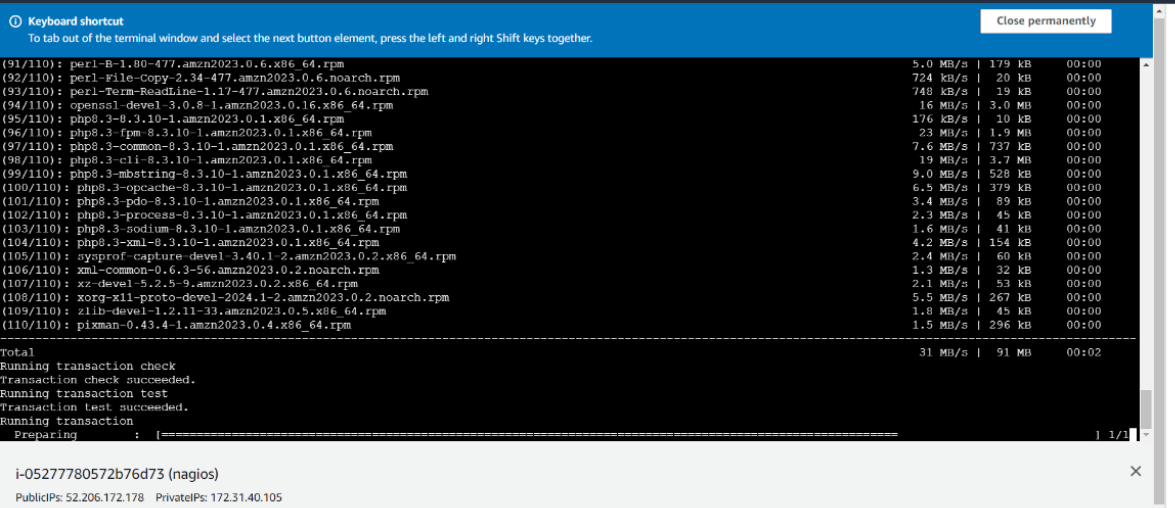 Keyboard shortcut
Close permanently
To tab out of the terminal window and select the next button element, press the left and right Shift keys together.
(91/110): perl-B-1.80-477.amzn2023.0.6.x86_64.rpm 5.0 MB/s | 179 kB 00:00
(92/110): perl-File-Copy-2.34-477.amzn2023.0.6.noarch.rpm 724 kB/s | 20 kB 00:00
(93/110): perl-Term-ReadLine-1.17-477.amzn2023.0.6.noarch.rpm 748 kB/s | 19 kB 00:00
(94/110): openssl-devel-3.0.8-1.amzn2023.0.16.x86_64.rpm 16 MB/s | 3.0 MB 00:00
(95/110): php8.3-8.3.10-1.amzn2023.0.1.x86_64.rpm 176 kB/s | 10 kB 00:00
(96/110): php8.3-fpm-8.3.10-1.amzn2023.0.1.x86_64.rpm 23 MB/s | 1.9 MB 00:00
(97/110): php8.3-common-8.3.10-1.amzn2023.0.1.x86_64.rpm 7.6 MB/s | 737 kB 00:00
(98/110): php8.3-cli-8.3.10-1.amzn2023.0.1.x86_64.rpm 19 MB/s | 3.7 MB 00:00
(99/110): php8.3-mbstring-8.3.10-1.amzn2023.0.1.x86_64.rpm 9.0 MB/s | 528 kB 00:00
(100/110): php8.3-opcache-8.3.10-1.amzn2023.0.1.x86_64.rpm 6.5 MB/s | 379 kB 00:00
(101/110): php8.3-pdo-8.3.10-1.amzn2023.0.1.x86_64.rpm 3.4 MB/s | 89 kB 00:00
(102/110): php8.3-process-8.3.10-1.amzn2023.0.1.x86_64.rpm 2.3 MB/s | 45 kB 00:00
(103/110): php8.3-sodium-8.3.10-1.amzn2023.0.1.x86_64.rpm 1.6 MB/s | 41 kB 00:00
(104/110): php8.3-xml-8.3.10-1.amzn2023.0.1.x86_64.rpm 4.2 MB/s | 154 kB 00:00
(105/110): sysprof-capture-devel-3.40.1-2.amzn2023.0.2.x86_64.rpm 2.4 MB/s | 60 kB 00:00
(106/110): xml-common-0.6.3-56.amzn2023.0.2.noarch.rpm 1.3 MB/s | 32 kB 00:00
(107/110): xz-devel-5.2.5-9.amzn2023.0.2.x86_64.rpm 2.1 MB/s | 53 kB 00:00
(108/110): xorg-x11-proto-devel-2024.1-2.amzn2023.0.2.noarch.rpm 5.5 MB/s | 267 kB 00:00
(109/110): zlib-devel-1.2.11-33.amzn2023.0.5.x86_64.rpm 1.8 MB/s | 45 kB 00:00
(110/110): pixman-0.43.4-1.amzn2023.0.4.x86_64.rpm 1.5 MB/s | 296 kB 00:00
Total 31 MB/s | 91 MB 00:02
Running transaction check
Transaction check succeeded.
Running transaction test
Transaction test succeeded.
Running transaction
Preparing : [======================================================================================================== ] 1/1
i-05277780572b76d73 (nagios)
PublicIPs: 52.206.172.178 PrivateIPs: 172.31.40.105